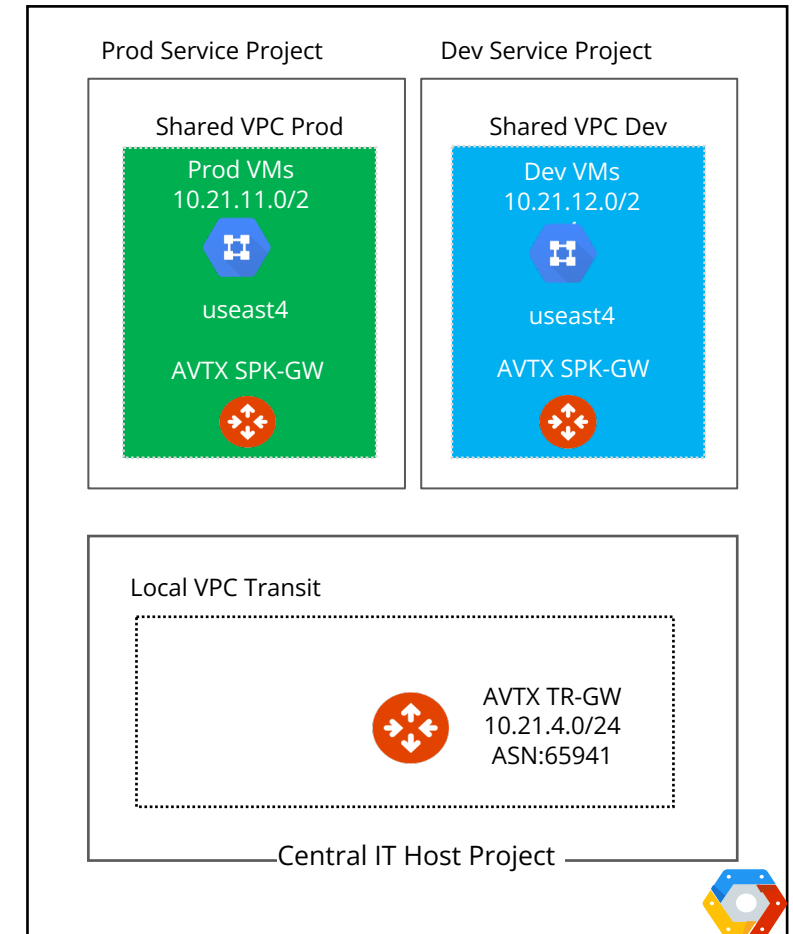 Prod Service Project
Dev Service Project
Shared VPC Prod
Prod VMs
10.21.11.0/2
useast4
AVTX SPK-GW
Shared VPC Dev
Dev VMs
10.21.12.0/2
useast4
AVTX SPK-GW
Local VPC Transit
AVTX TR-GW
10.21.4.0/24
ASN:65941
Central IT Host Project